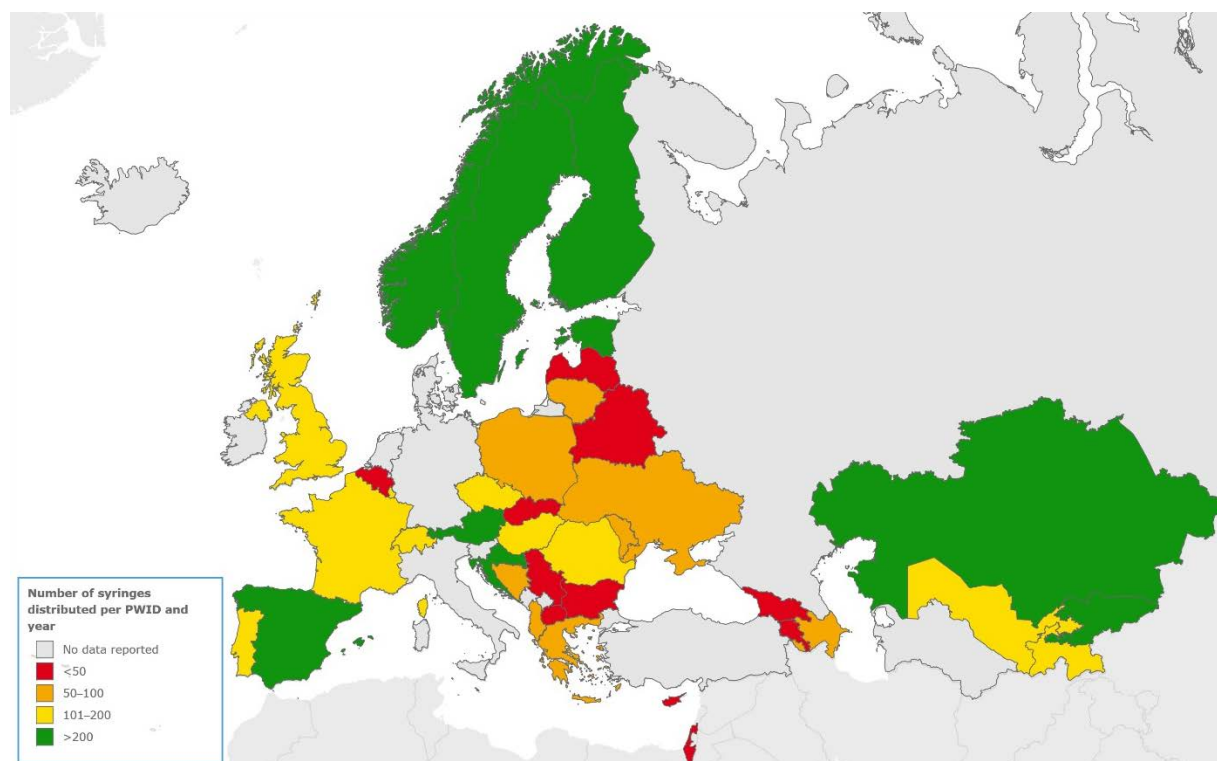 Number of syringes
distributed per PWID and
year
No data reported
<50
50–100
101–200
>200